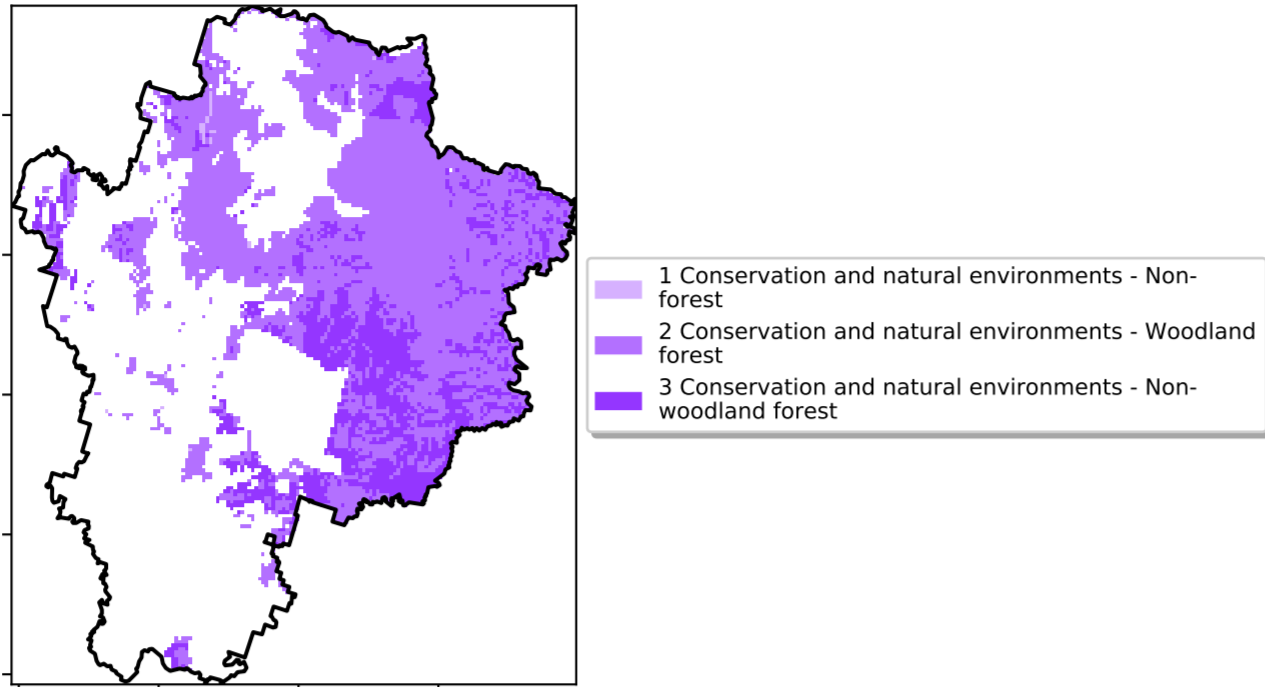 1 Conservation and natural environments - Non-
forest
2 Conservation and natural environments - Woodland
forest
3 Conservation and natural environments - Non-
woodland forest